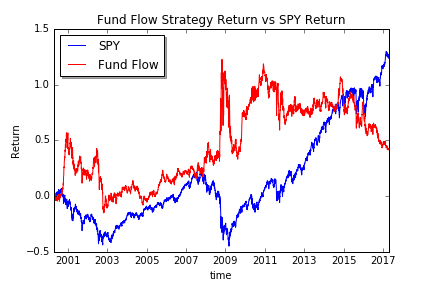 Fund Flow Strategy Return vs SPY Return
SPY
Fund Flow
Return
1.5
1.0
0.5
0.0
−0.5
2001 2003 2005 2007 2009 2011 2013 2015 2017
time